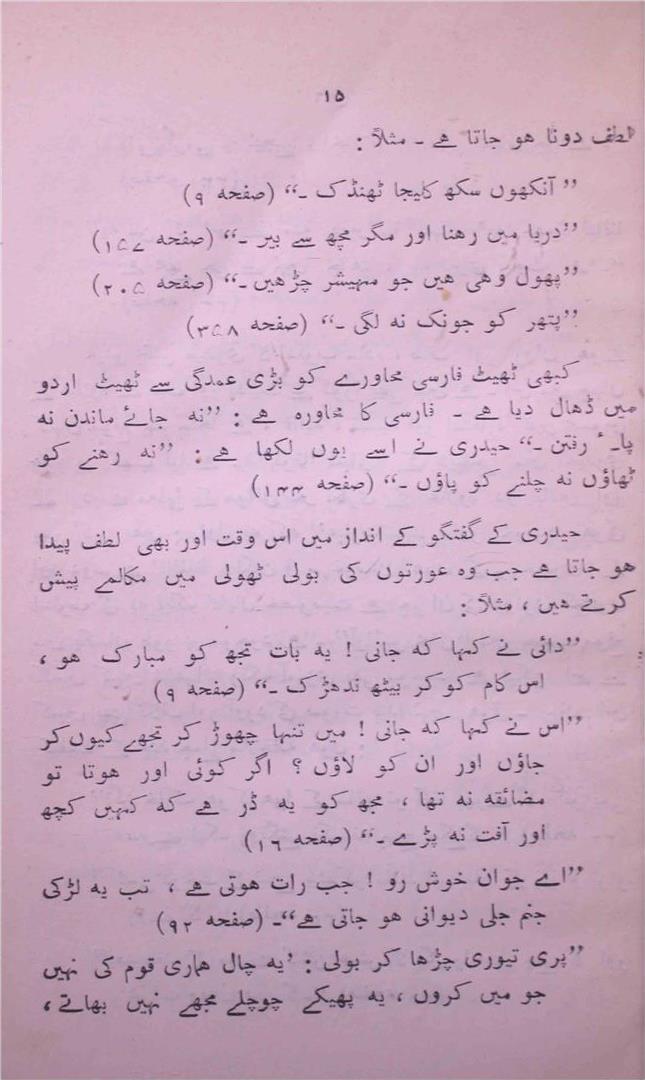 ۱۵
لطف دونا ہو جاتا ہے ۔ مثلاً :
”آنکھوں سکھ کلیجا ٹھنڈک ۔“ (صفحہ ۹)
”دریا میں رہنا اور مگر مچھ سے بیر ۔“ (صفحہ ۱۵۷)
”پھول وہی ہیں جو مہیشر چڑھیں ۔“ (صفحہ ۲۰۵)
”پتھر کو جونک نہ لگی ۔“ (صفحہ ۳۵۸)
کبھی ٹھیٹ فارسی محاورے کو بڑی عمدگی سے ٹھیٹ اردو
میں ڈھال دیا ہے ۔ فارسی کا محاورہ ہے : ”نہ جائے ماندن نہ
پاۓ رفتن ۔“ حیدری نے اسے یوں لکھا ہے : ”نہ رہنے کو
ٹھاؤں نہ چلنے کو پاؤں ۔“ (صفحہ ۱۴۴)
حیدری کے گفتگو کے انداز میں اس وقت اور بھی لطف پیدا
ہو جاتا ہے جب وہ عورتوں کی بولی ٹھولی میں مکالمے پیش
کرتے ہیں ، مثلاً :
”دائی نے کہا کہ جانی ! یہ بات تجھ کو مبارک ہو ،
اس کام کو کر بیٹھ ندھڑک ۔“ (صفحہ ۹)
”اس نے کہا کہ جانی ! میں تنہا چھوڑ کر تجھے کیوں کر
جاؤں اور ان کو لاؤں ؟ اگر کوئی اور ہوتا تو
مضائقہ نہ تھا ، مجھ کو یہ ڈر ہے کہ کہیں کچھ
اور آفت نہ پڑے ۔“ (صفحہ ۱۶)
”اے جوان خوش رو ! جب رات ہوتی ہے ، تب یہ لڑکی
جنم جلی دیوانی ہو جاتی ہے“۔ (صفحہ ۹۲)
”پری تیوری چڑھا کر بولی : ’یہ چال ہماری قوم کی نہیں
جو میں کروں ، یہ پھیکے چوچلے مجھے نہیں بھاتے ،